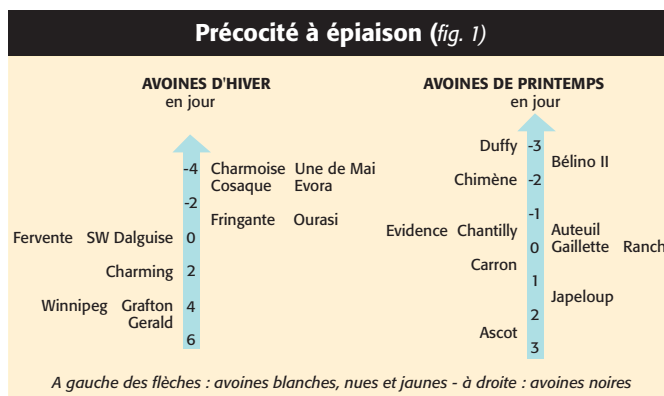 Précocité à épiaison (fig. 1)
AVOINES D'HIVER
en jour
-4 Charmoise Une de Mai
Cosaque Evora
-2
Fringante Ourasi
Fervente SW Dalguise 0
Charming 2
Winnipeg Grafton 4
Gerald
6
AVOINES DE PRINTEMPS
en jour
Duffy -3
Bélino II
Chimène -2
-1
Evidence Chantilly Auteuil
0 Gaillette Ranch
Carron
1
Japeloup
2
Ascot
3
A gauche des flèches : avoines blanches, nues et jaunes - à droite : avoines noires